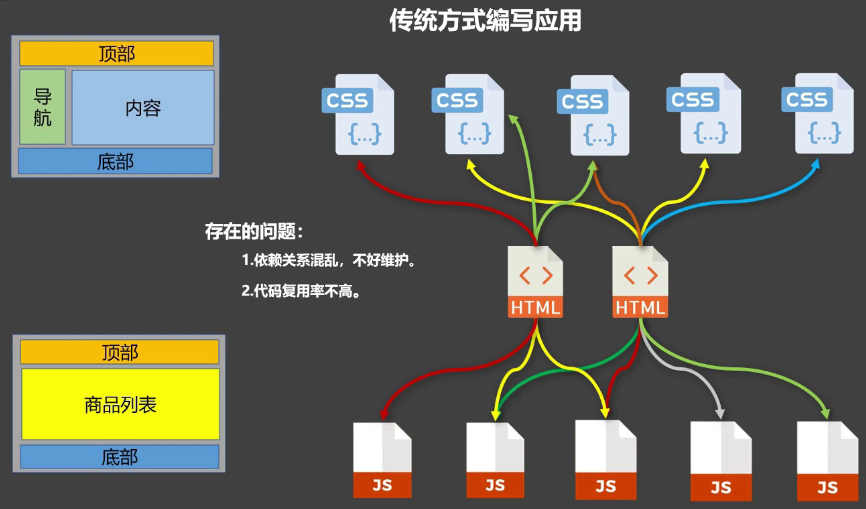 传统方式编写应用
顶部
导航
内容
底部
CSS
{...}
CSS
{...}
CSS
{...}
CSS
{...}
CSS
{...}
存在的问题：
1.依赖关系混乱，不好维护。
2.代码复用率不高。
<>
HTML
<>
HTML
顶部
商品列表
底部
JS
JS
JS
JS
JS